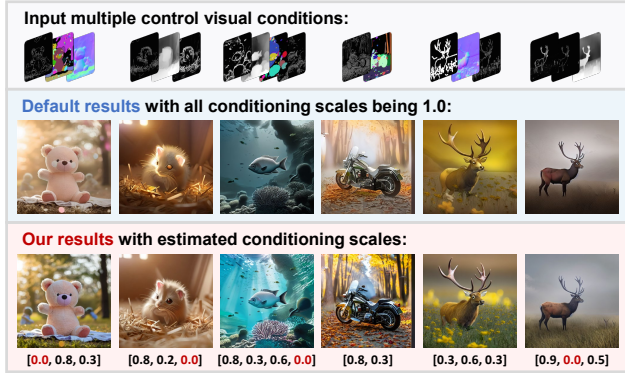 Input multiple control visual conditions:
Default results with all conditioning scales being 1.0:
Our results with estimated conditioning scales:
[0.0, 0.8, 0.3] [0.8, 0.2, 0.0] [0.8, 0.3, 0.6, 0.0] [0.8, 0.3] [0.3, 0.6, 0.3] [0.9, 0.0, 0.5]